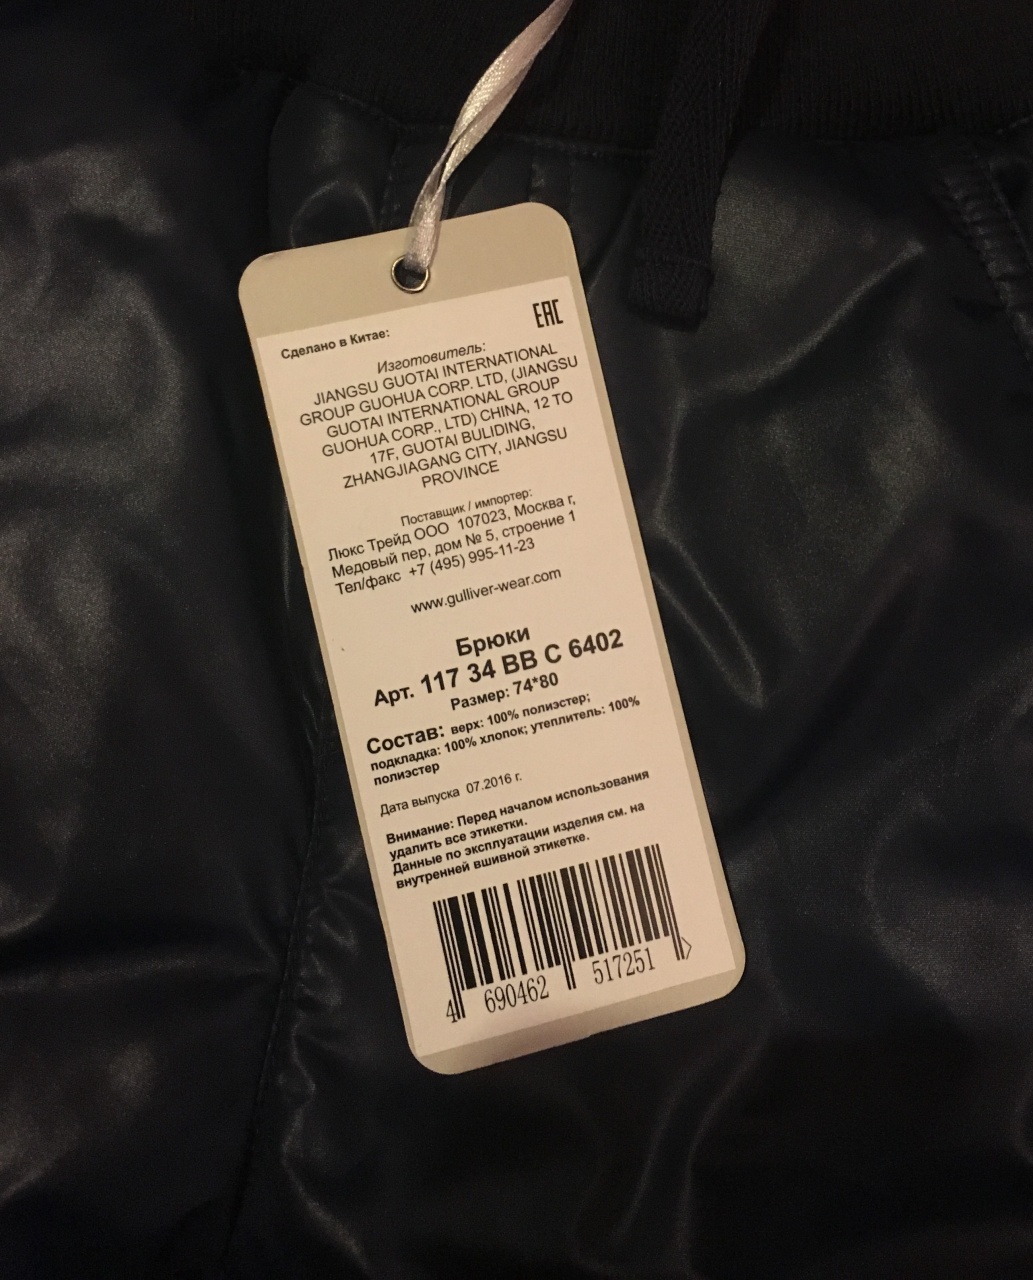 EAC
Сделано в Китае:
Изготовитель:
JIANGSU GUOTAI INTERNATIONAL
GROUP GUOHUA CORP. LTD, (JIANGSU
GUOTAI INTERNATIONAL GROUP
GUOHUA CORP., LTD) CHINA, 12 TO
17F, GUOTAI BULIDING,
ZHANGJIAGANG CITY, JIANGSU
PROVINCE
Поставщик / импортер:
Люкс Трейд ООО 107023, Москва г,
Медовый пер, дом № 5, строение 1
Тел/факс +7 (495) 995-11-23
www.gulliver-wear.com
Брюки
Арт. 117 34 BB C 6402
Размер: 74*80
Состав: верх: 100% полиэстер;
подкладка: 100% хлопок; утеплитель: 100%
полиэстер
Дата выпуска 07.2016 г.
Внимание: Перед началом использования
удалить все этикетки.
Данные по эксплуатации изделия см. на
внутренней вшивной этикетке.
4 690462 517251 >